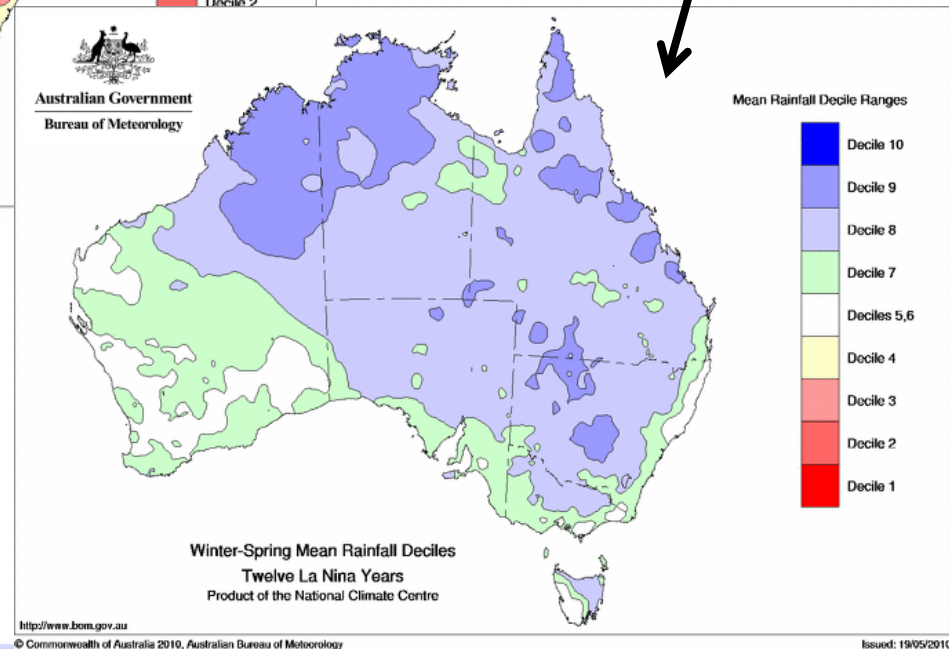 Decile 2
Australian Government
Bureau of Meteorology
Mean Rainfall Decile Ranges
Decile 10
Decile 9
Decile 8
Decile 7
Deciles 5,6
Decile 4
Decile 3
Decile 2
Decile 1
Winter-Spring Mean Rainfall Deciles
Twelve La Nina Years
Product of the National Climate Centre
http://www.bom.gov.au
© Commonwealth of Australia 2010, Australian Bureau of Meteorology
Issued: 19/05/2010